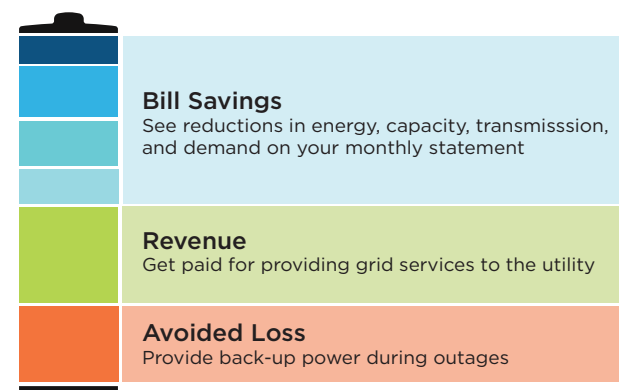 Bill Savings
See reductions in energy, capacity, transmisssion,
and demand on your monthly statement
Revenue
Get paid for providing grid services to the utility
Avoided Loss
Provide back-up power during outages